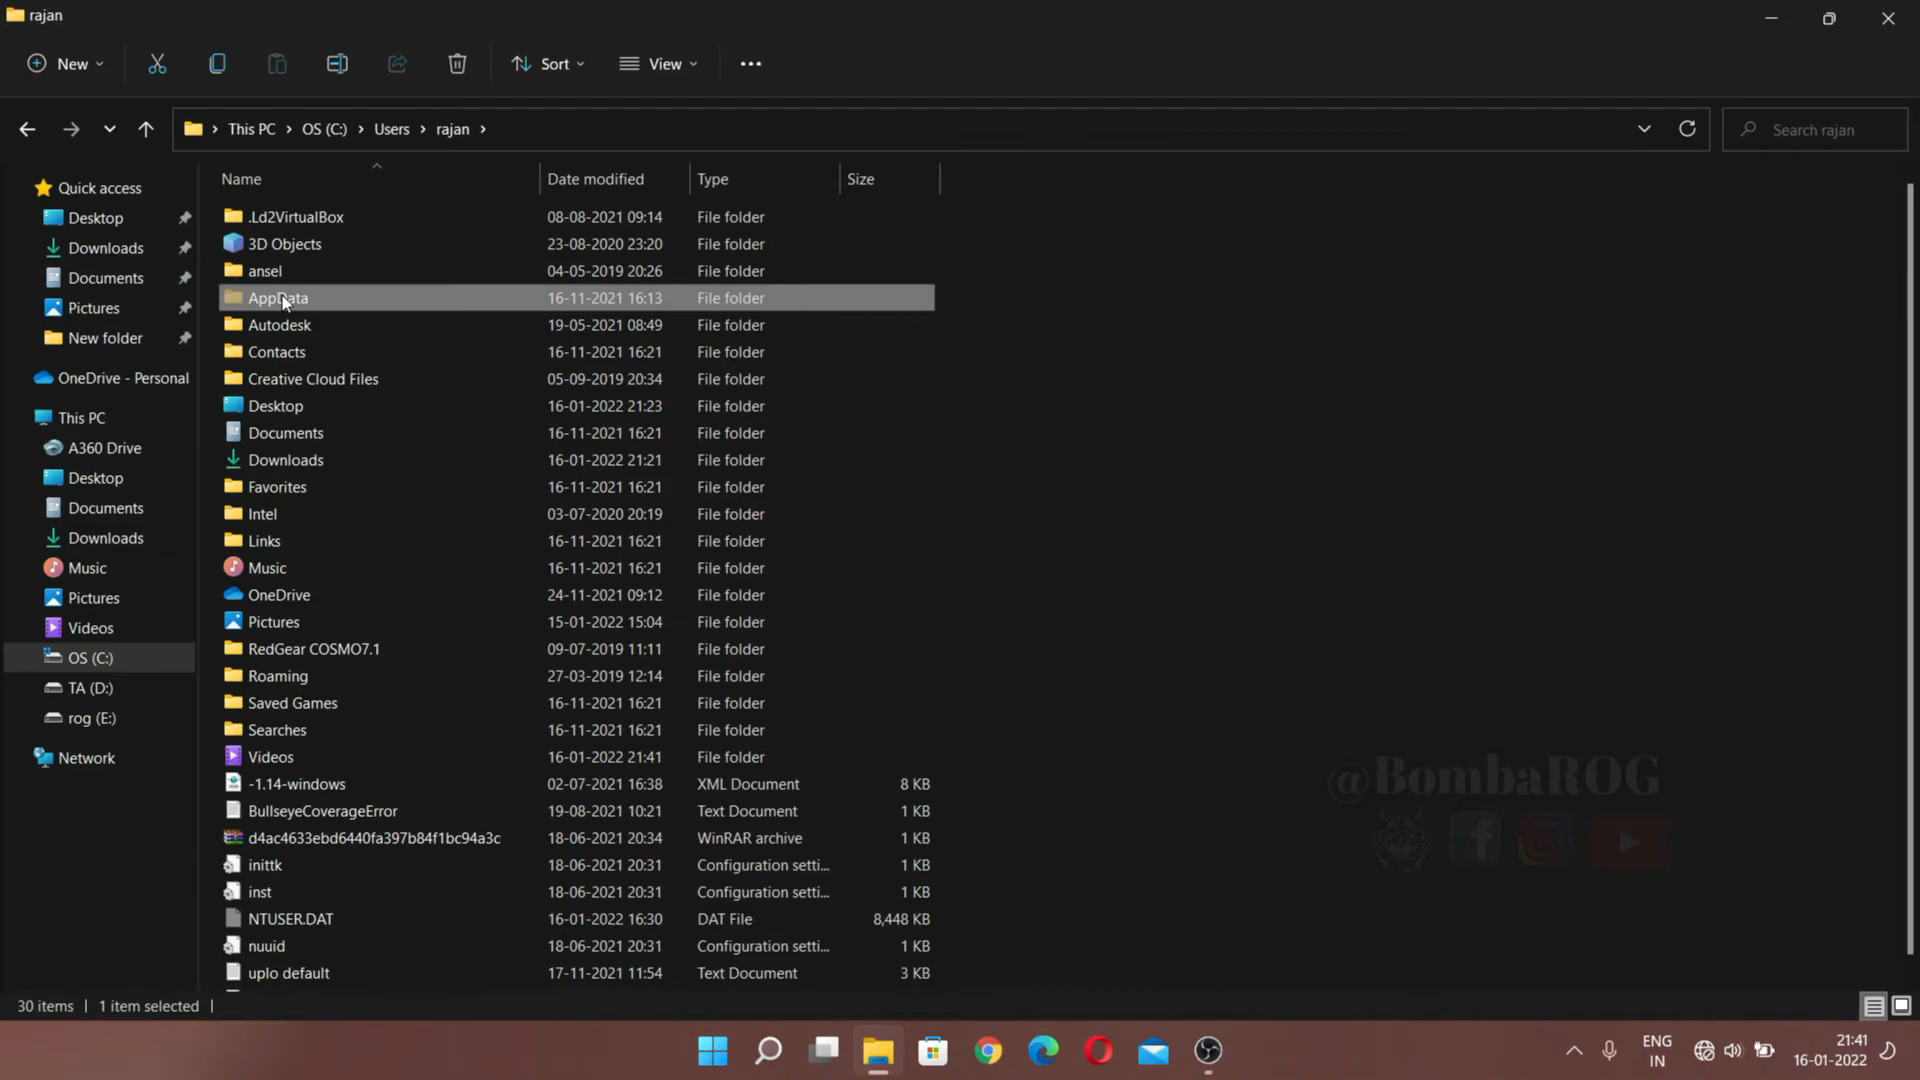 rajan
New
Sort
View
This PC > OS (C:) > Users > rajan >
Search rajan
Quick access
Desktop
Downloads
Documents
Pictures
New folder
OneDrive - Personal
This PC
A360 Drive
Desktop
Documents
Downloads
Music
Pictures
Videos
OS (C:)
TA (D:)
rog (E:)
Network
Name Date modified Type Size
.Ld2VirtualBox 08-08-2021 09:14 File folder
3D Objects 23-08-2020 23:20 File folder
ansel 04-05-2019 20:26 File folder
AppData 16-11-2021 16:13 File folder
Autodesk 19-05-2021 08:49 File folder
Contacts 16-11-2021 16:21 File folder
Creative Cloud Files 05-09-2019 20:34 File folder
Desktop 16-01-2022 21:23 File folder
Documents 16-11-2021 16:21 File folder
Downloads 16-01-2022 21:21 File folder
Favorites 16-11-2021 16:21 File folder
Intel 03-07-2020 20:19 File folder
Links 16-11-2021 16:21 File folder
Music 16-11-2021 16:21 File folder
OneDrive 24-11-2021 09:12 File folder
Pictures 15-01-2022 15:04 File folder
RedGear COSMO7.1 09-07-2019 11:11 File folder
Roaming 27-03-2019 12:14 File folder
Saved Games 16-11-2021 16:21 File folder
Searches 16-11-2021 16:21 File folder
Videos 16-01-2022 21:41 File folder
-1.14-windows 02-07-2021 16:38 XML Document 8 KB
BullseyeCoverageError 19-08-2021 10:21 Text Document 1 KB
d4ac4633ebd6440fa397b84f1bc94a3c 18-06-2021 20:34 WinRAR archive 1 KB
inittk 18-06-2021 20:31 Configuration setti... 1 KB
inst 18-06-2021 20:31 Configuration setti... 1 KB
NTUSER.DAT 16-01-2022 16:30 DAT File 8,448 KB
nuuid 18-06-2021 20:31 Configuration setti... 1 KB
uplo default 17-11-2021 11:54 Text Document 3 KB
@BombaROG
30 items | 1 item selected |
ENG
IN
21:41
16-01-2022